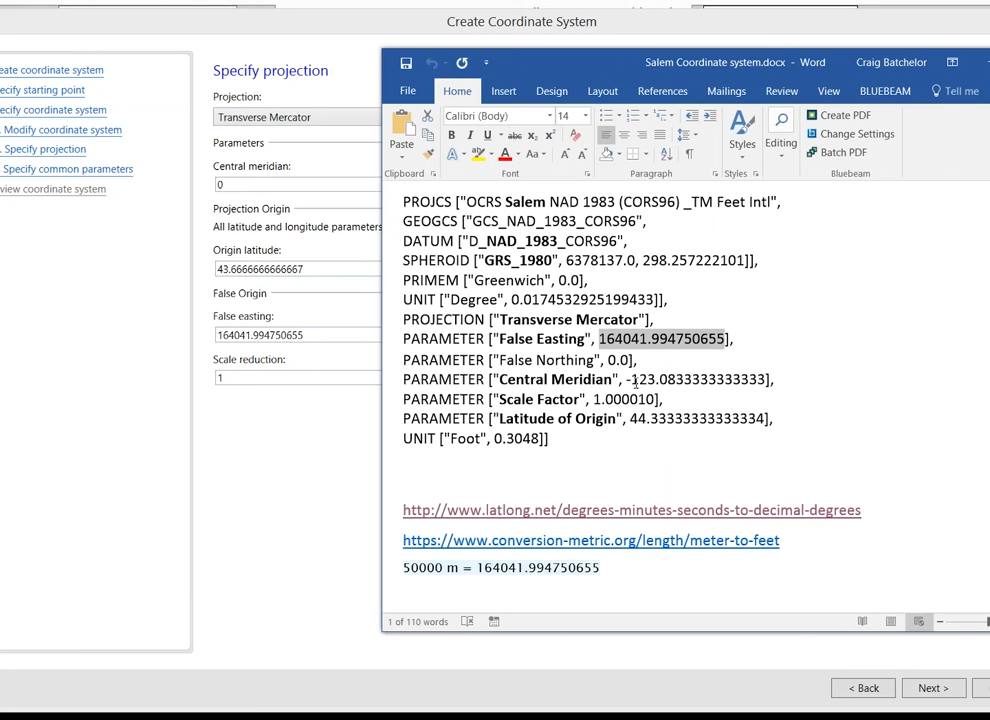 Create Coordinate System
eate coordinate system
ecify starting point
ecify coordinate system
. Modify coordinate system
. Specify projection
Specify common parameters
view coordinate system
Specify projection
Projection:
Transverse Mercator
Parameters
Central meridian:
0
Projection Origin
All latitude and longitude parameters
Origin latitude:
43.6666666666667
False Origin
False easting:
164041.994750655
Scale reduction:
1
Salem Coordinate system.docx - Word
Craig Batchelor
File Home Insert Design Layout References Mailings Review View BLUEBEAM Tell me
Paste
Clipboard
Calibri (Body) 14
B I U abc x₂ x²
A A Aa A A
Font
Paragraph
Styles
Styles
Editing
Create PDF
Change Settings
Batch PDF
Bluebeam
PROJCS ["OCRS Salem NAD 1983 (CORS96) _TM Feet Intl",
GEOGCS ["GCS_NAD_1983_CORS96",
DATUM ["D_NAD_1983_CORS96",
SPHEROID ["GRS_1980", 6378137.0, 298.257222101]],
PRIMEM ["Greenwich", 0.0],
UNIT ["Degree", 0.0174532925199433]],
PROJECTION ["Transverse Mercator"],
PARAMETER ["False Easting", 164041.994750655],
PARAMETER ["False Northing", 0.0],
PARAMETER ["Central Meridian", -123.0833333333333],
PARAMETER ["Scale Factor", 1.000010],
PARAMETER ["Latitude of Origin", 44.33333333333334],
UNIT ["Foot", 0.3048]]
http://www.latlong.net/degrees-minutes-seconds-to-decimal-degrees
https://www.conversion-metric.org/length/meter-to-feet
50000 m = 164041.994750655
1 of 110 words
< Back
Next >